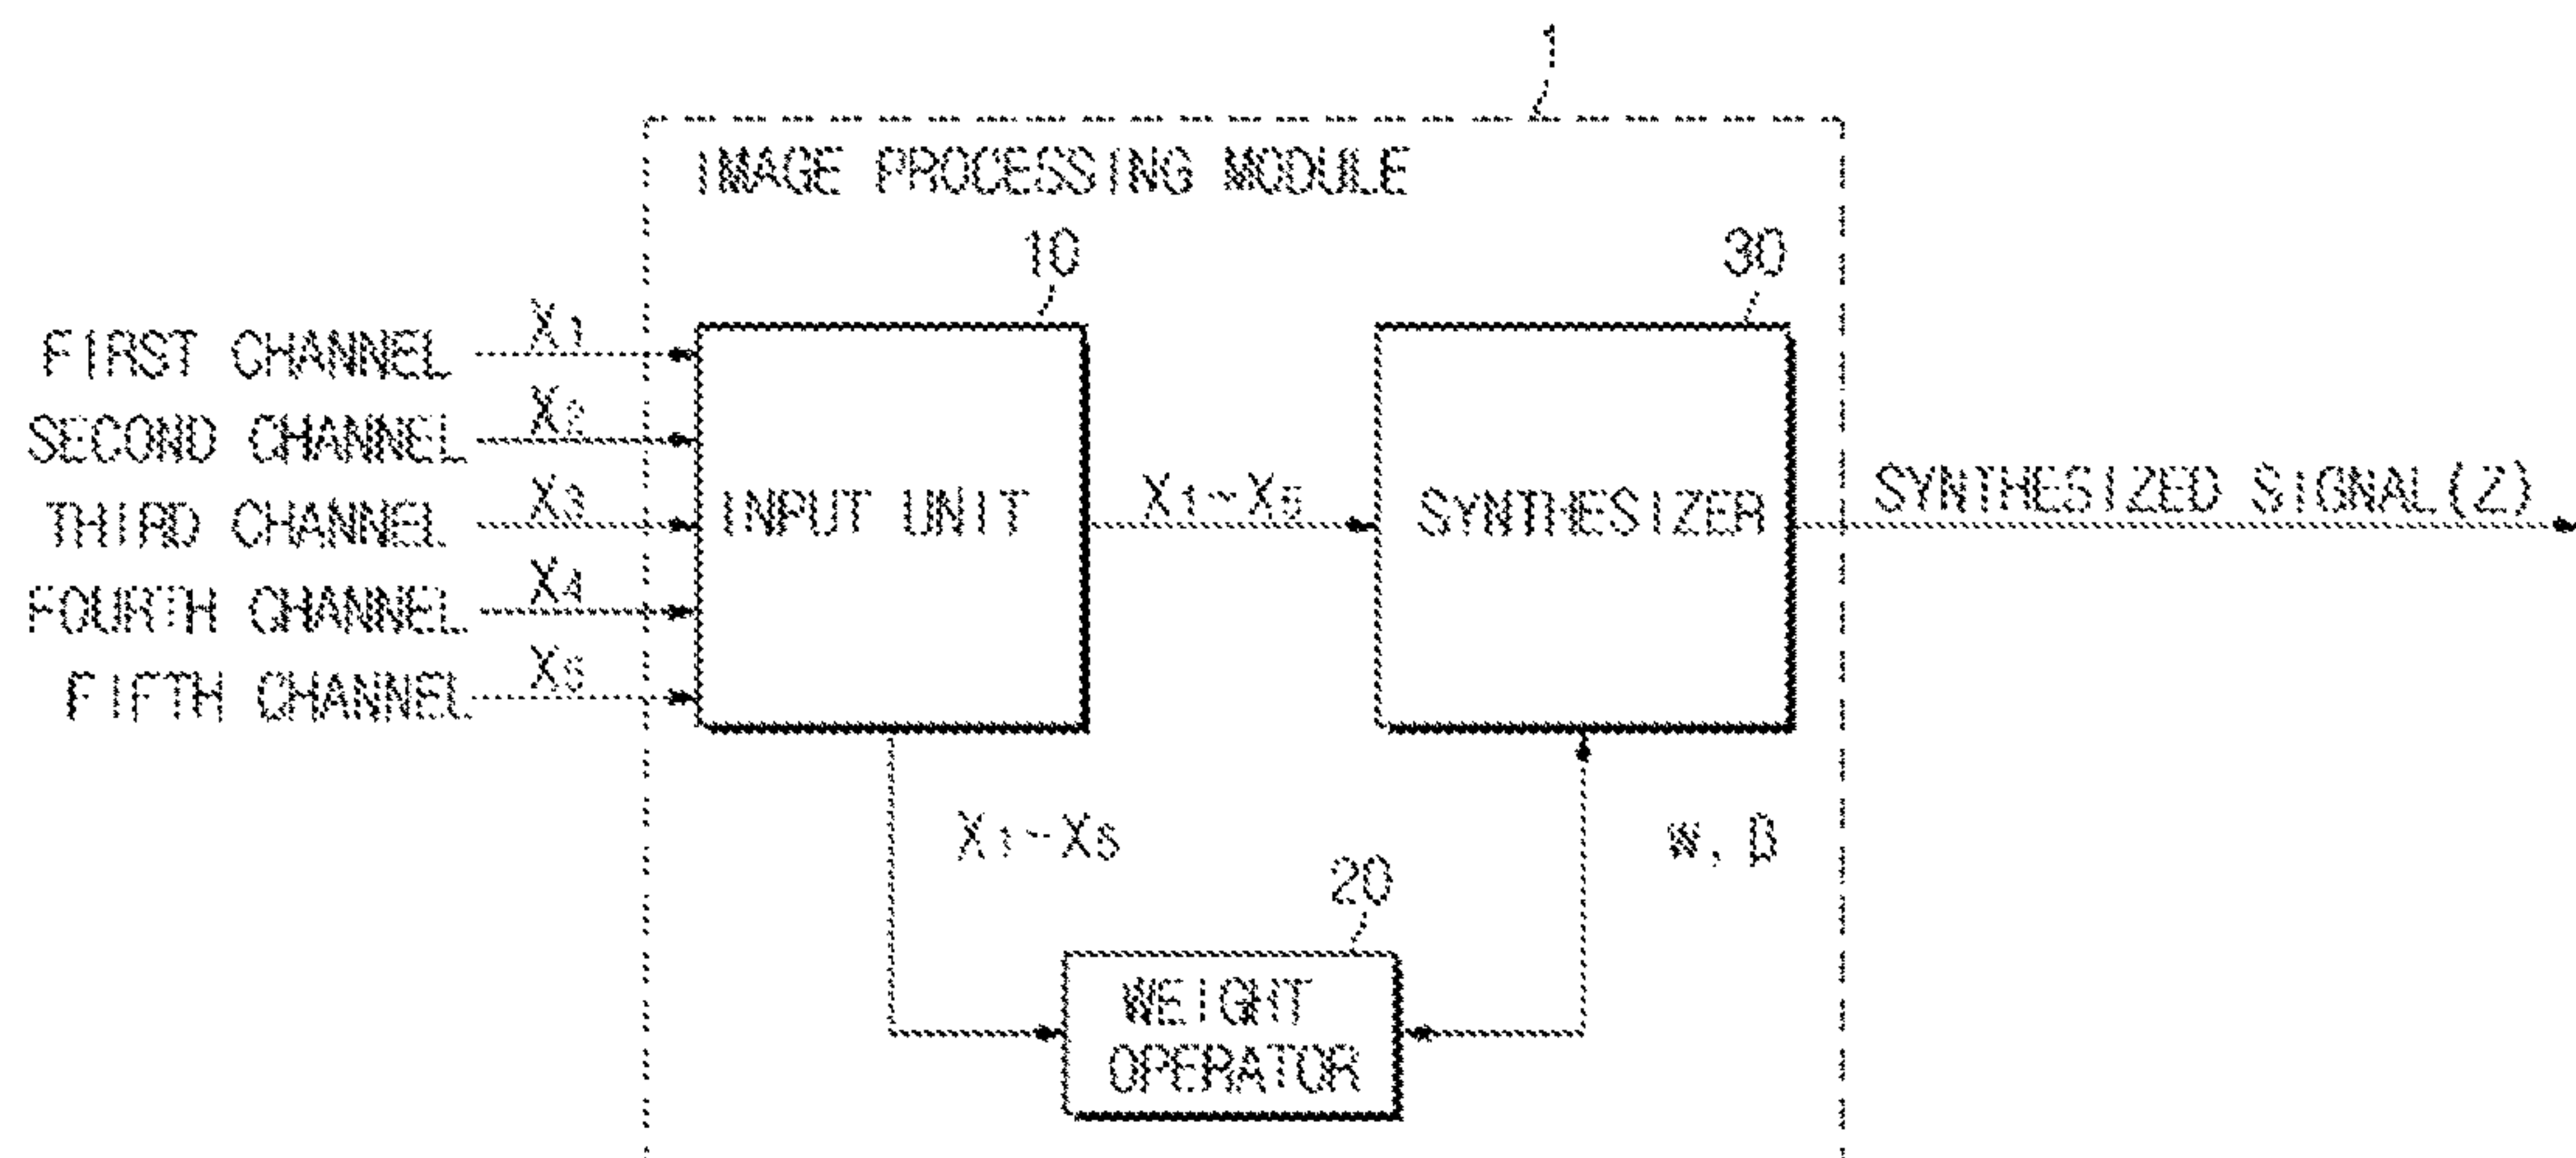 1
IMAGE PROCESSING MODULE
10
30
FIRST CHANNEL
X1
SECOND CHANNEL
X2
THIRD CHANNEL
X3
FOURTH CHANNEL
X4
FIFTH CHANNEL
X5
INPUT UNIT
X1~X5
SYNTHESIZER
SYNTHESIZED SIGNAL(Z)
X1~X5
W, β
20
WEIGHT
OPERATOR